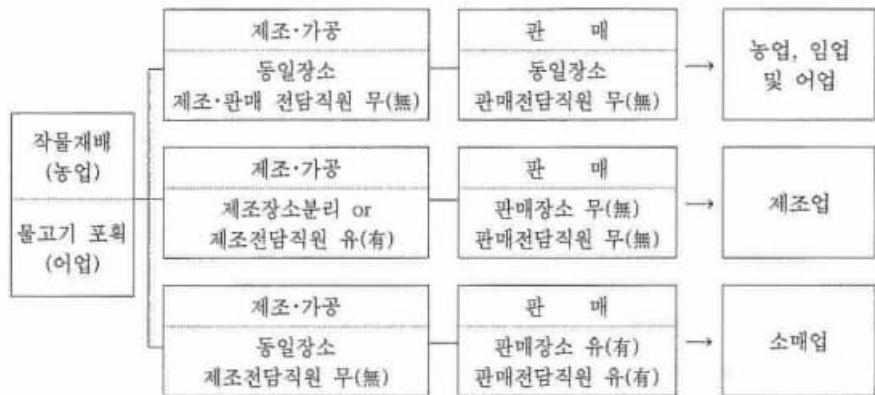 작물재배
(농업)
물고기 포획
(어업)
제조·가공
동일장소
제조·판매 전담직원 무(無)
판 매
동일장소
판매전담직원 무(無)
→
농업, 임업
및 어업
제조·가공
제조장소분리 or
제조전담직원 유(有)
판 매
판매장소 무(無)
판매전담직원 무(無)
→
제조업
제조·가공
동일장소
제조전담직원 무(無)
판 매
판매장소 유(有)
판매전담직원 유(有)
→
소매업